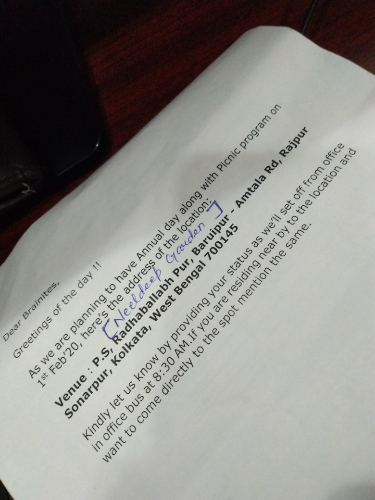 Dear Brainites,
Greetings of the day !!
As we are planning to have Annual day along with Picnic program on
1st Feb'20, here's the address of the location:
[Neeldeep Garden]
Venue : P.S, Radhaballabh Pur, Baruipur - Amtala Rd, Rajpur
Sonarpur, Kolkata, West Bengal 700145
Kindly let us know by providing your status as we'll set off from office
in office bus at 8:30 AM.If you are residing near by to the location and
want to come directly to the spot mention the same.